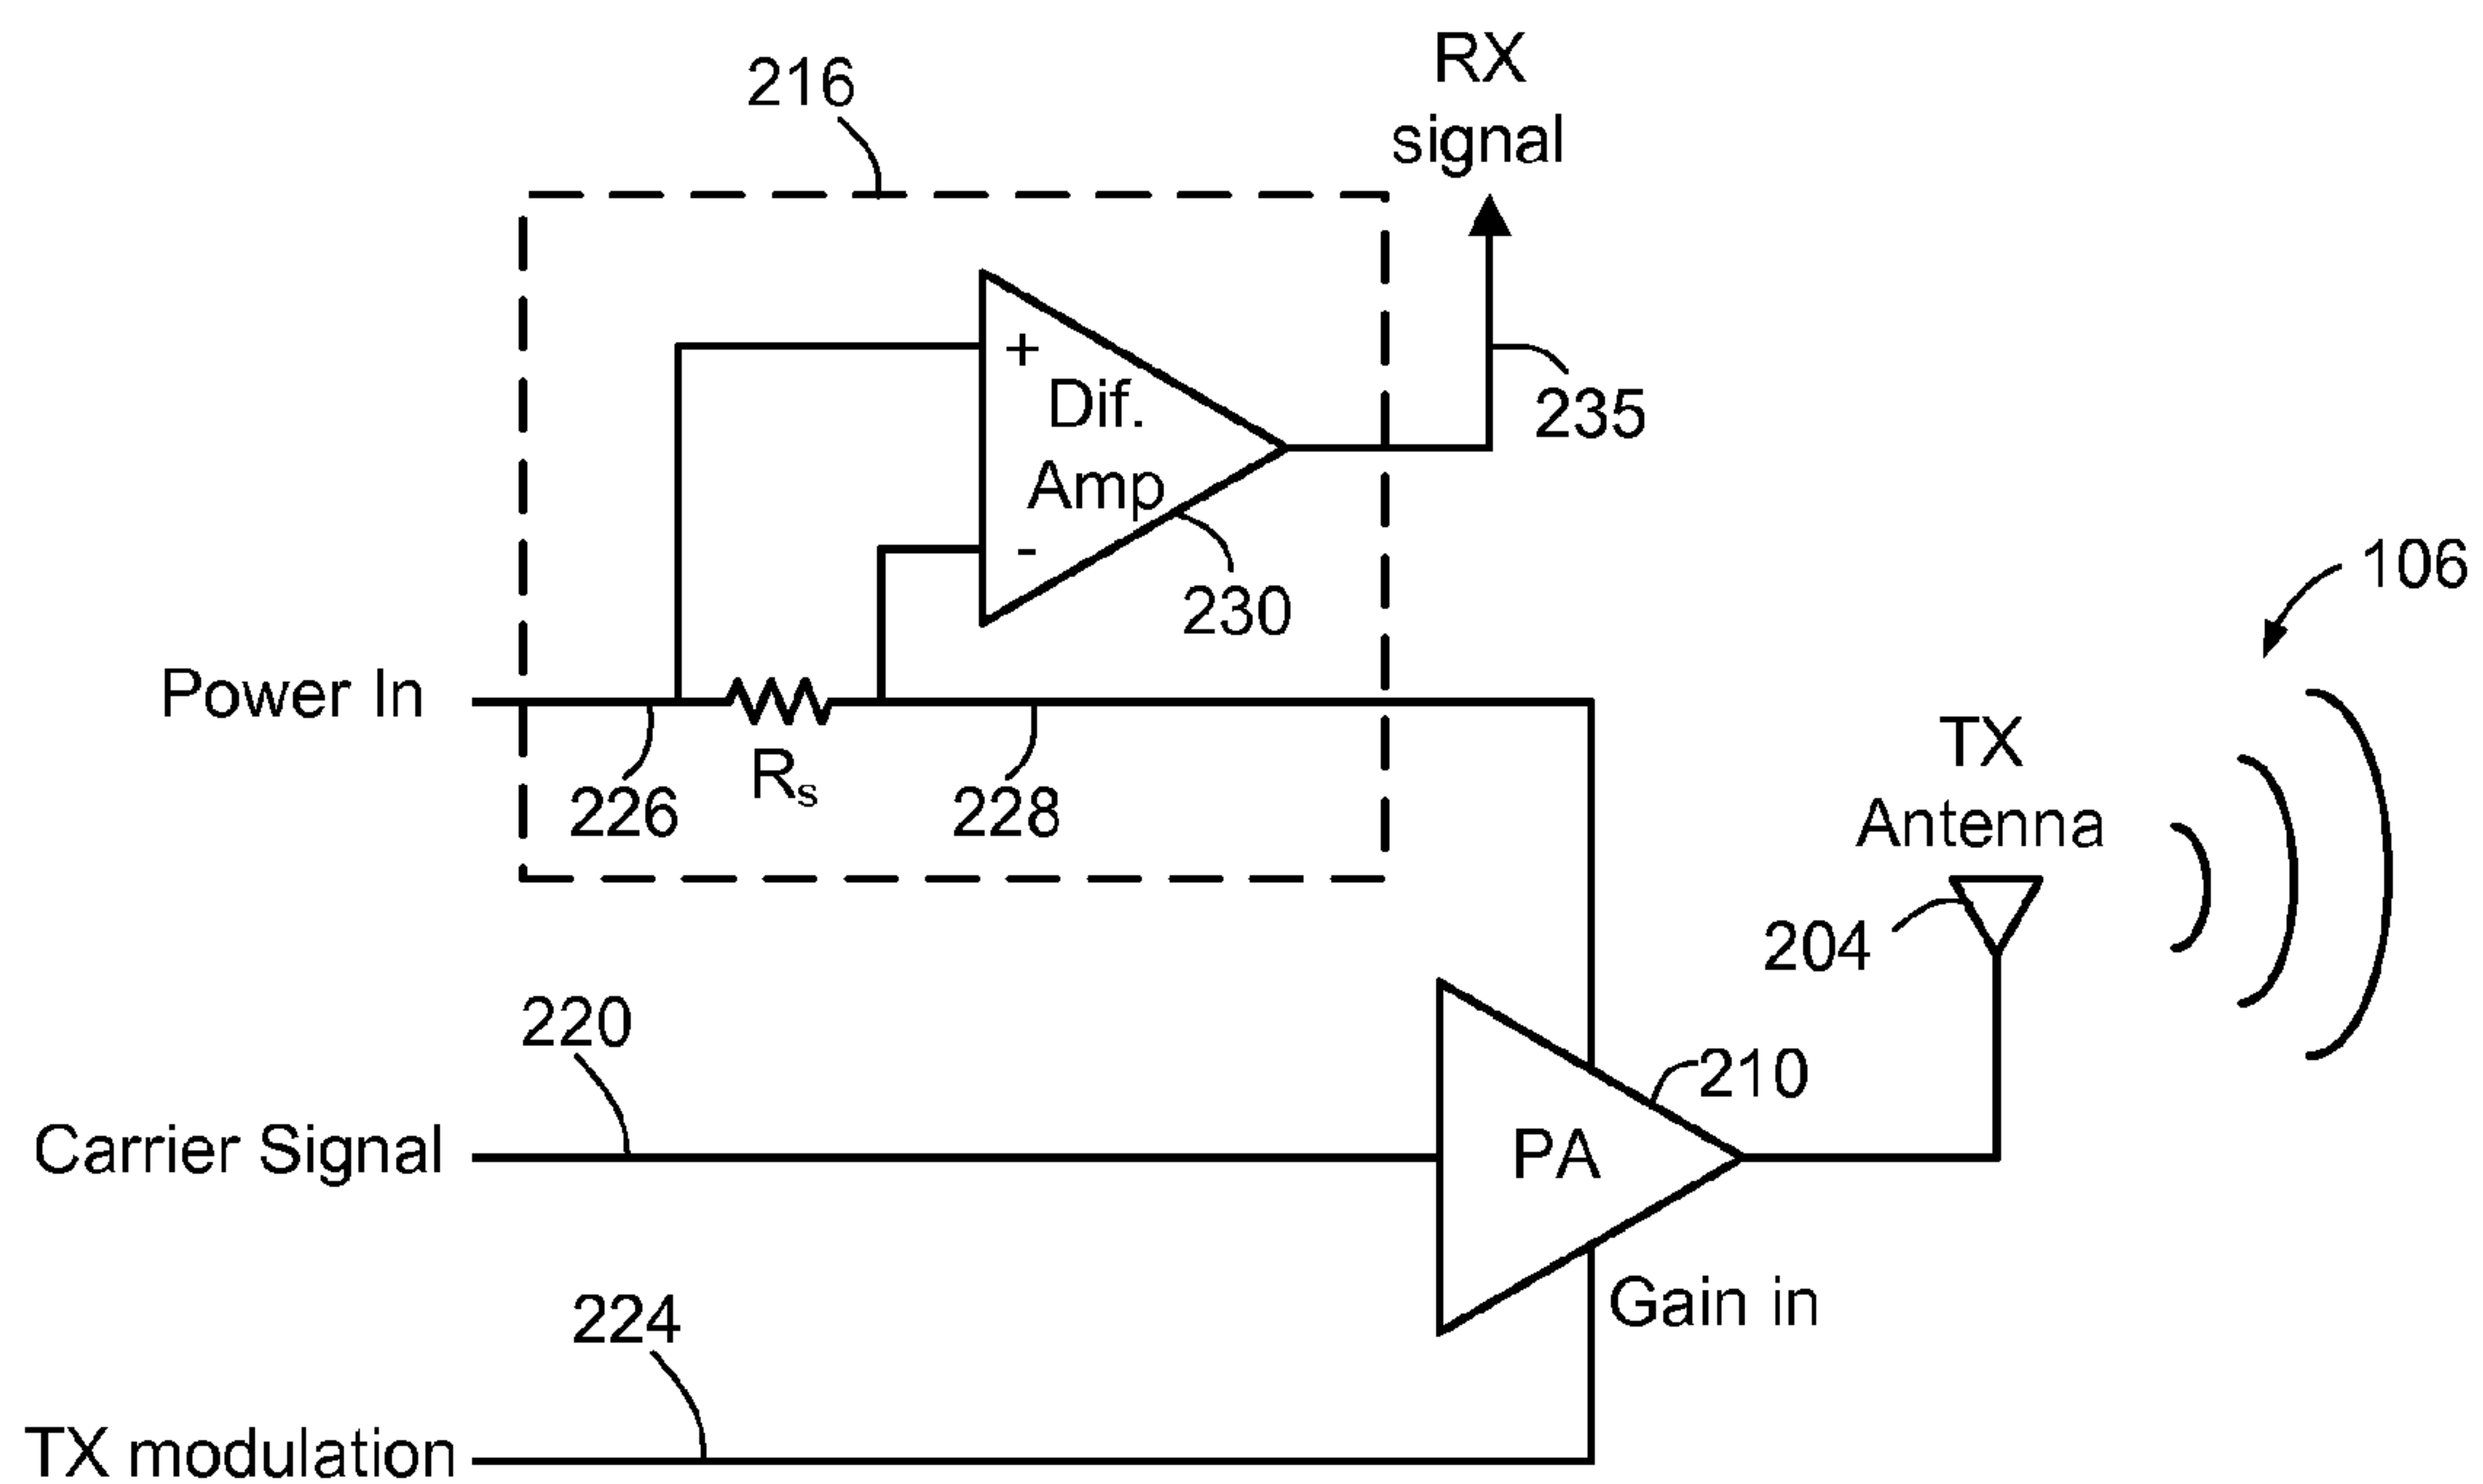 RX
signal
216
+
Dif.
Amp
-
235
230
106
Power In
226
Rs
228
TX
Antenna
204
220
210
Carrier Signal
PA
Gain in
224
TX modulation